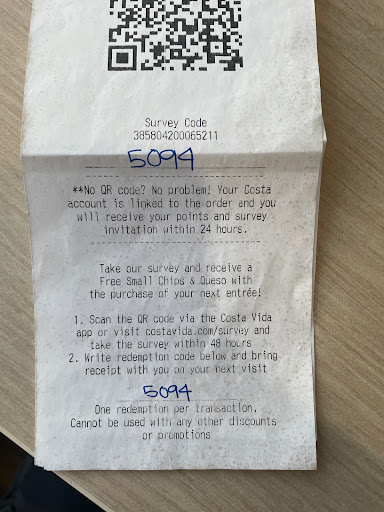 Survey Code
385804200065211
5094
**No QR code? No problem! Your Costa
account is linked to the order and you
will receive your points and survey
invitation within 24 hours.
Take our survey and receive a
Free Small Chips & Queso with
the purchase of your next entrée!
1. Scan the QR code via the Costa Vida
app or visit costavida.com/survey and
take the survey within 48 hours
2. Write redemption code below and bring
receipt with you on your next visit
5094
One redemption per transaction.
Cannot be used with any other discounts
or promotions